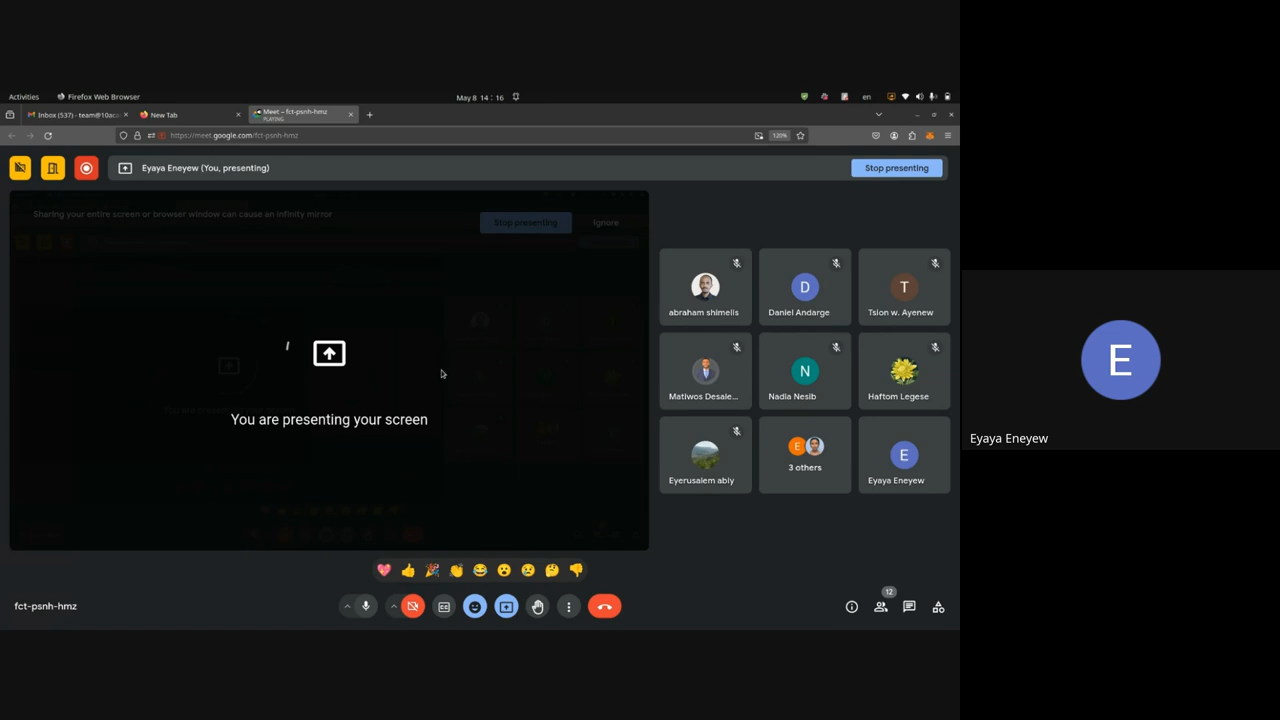 Activities
Firefox Web Browser
May 8 14 : 16
en
Inbox (537) - team@10ac
New Tab
Meet – fct-psnh-hmz
PLAYING
https://meet.google.com/fct-psnh-hmz
120%
Eyaya Eneyew (You, presenting)
Stop presenting
Sharing your entire screen or browser window can cause an infinity mirror
Stop presenting
Ignore
You are presenting your screen
abraham shimelis
D
Daniel Andarge
T
Tsion w. Ayenew
Matiwos Desale...
N
Nadia Nesib
Haftom Legese
Eyerusalem ably
E
3 others
E
Eyaya Eneyew
E
Eyaya Eneyew
fct-psnh-hmz
CC
12